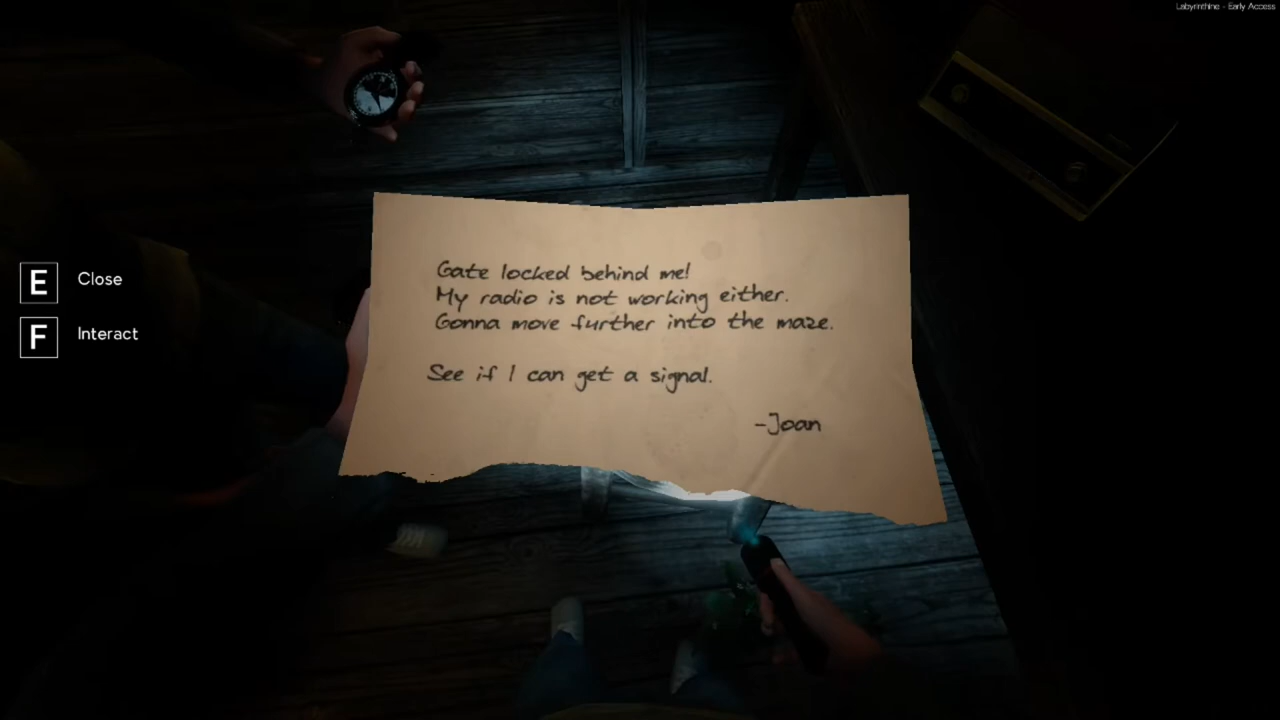 Labyrinthine - Early Access
Gate locked behind me!
My radio is not working either.
Gonna move further into the maze.
See if I can get a signal.
-Joan
E Close
F Interact